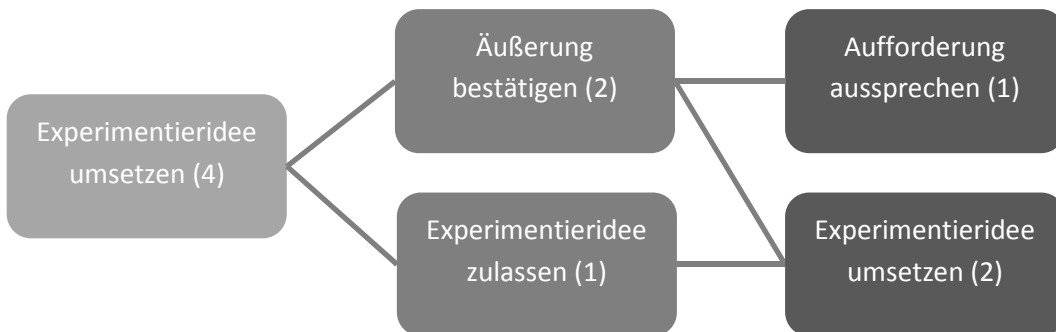 Experimentieridee
umsetzen (4)
Äußerung
bestätigen (2)
Experimentieridee
zulassen (1)
Aufforderung
aussprechen (1)
Experimentieridee
umsetzen (2)